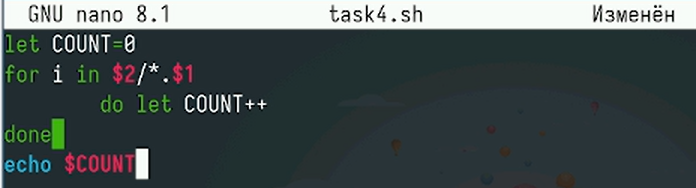 GNU nano 8.1 task4.sh Изменён
let COUNT=0
for i in $2/*.$1
do let COUNT++
done
echo $COUNT